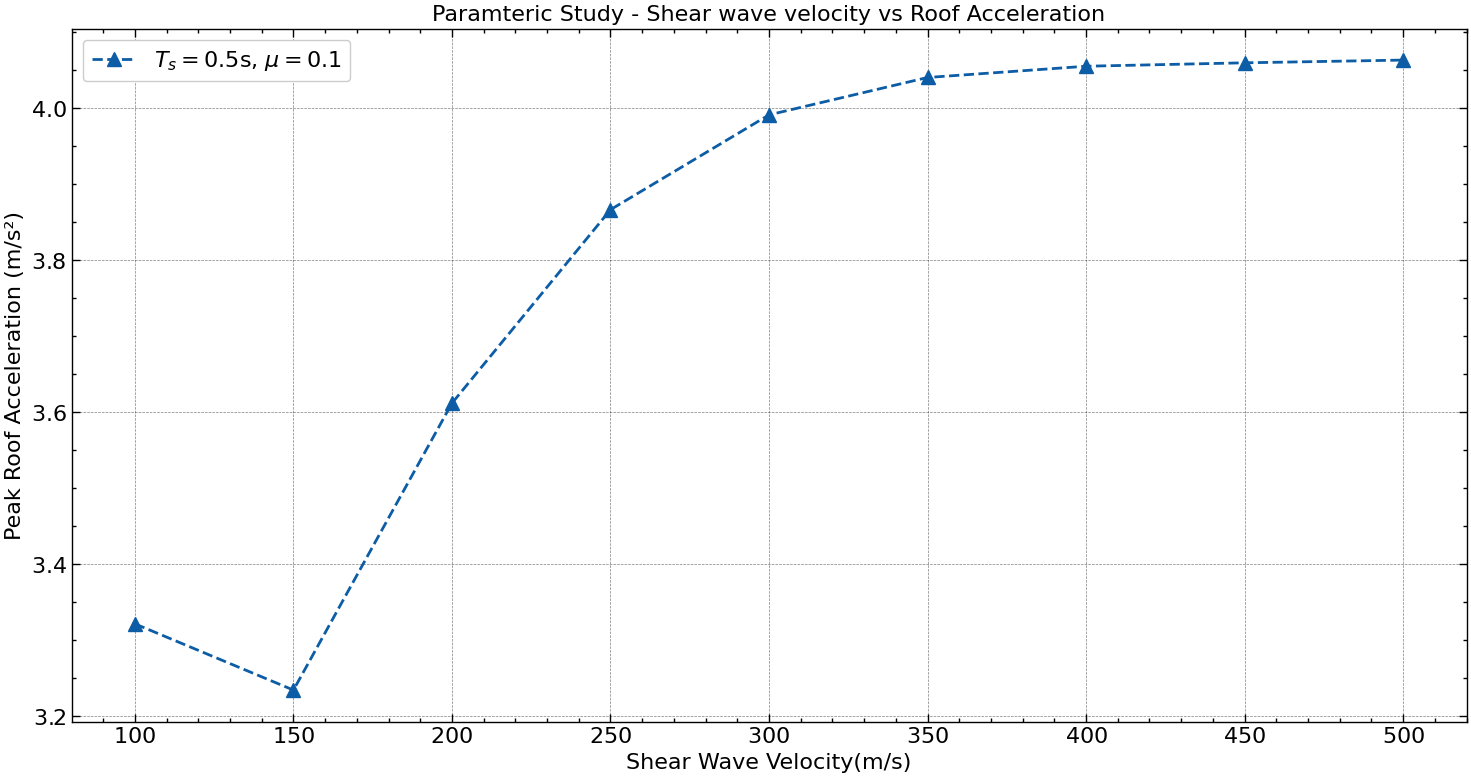 Paramteric Study - Shear wave velocity vs Roof Acceleration
T_s = 0.5s, μ = 0.1
Peak Roof Acceleration (m/s²)
4.0
3.8
3.6
3.4
3.2
100 150 200 250 300 350 400 450 500
Shear Wave Velocity(m/s)